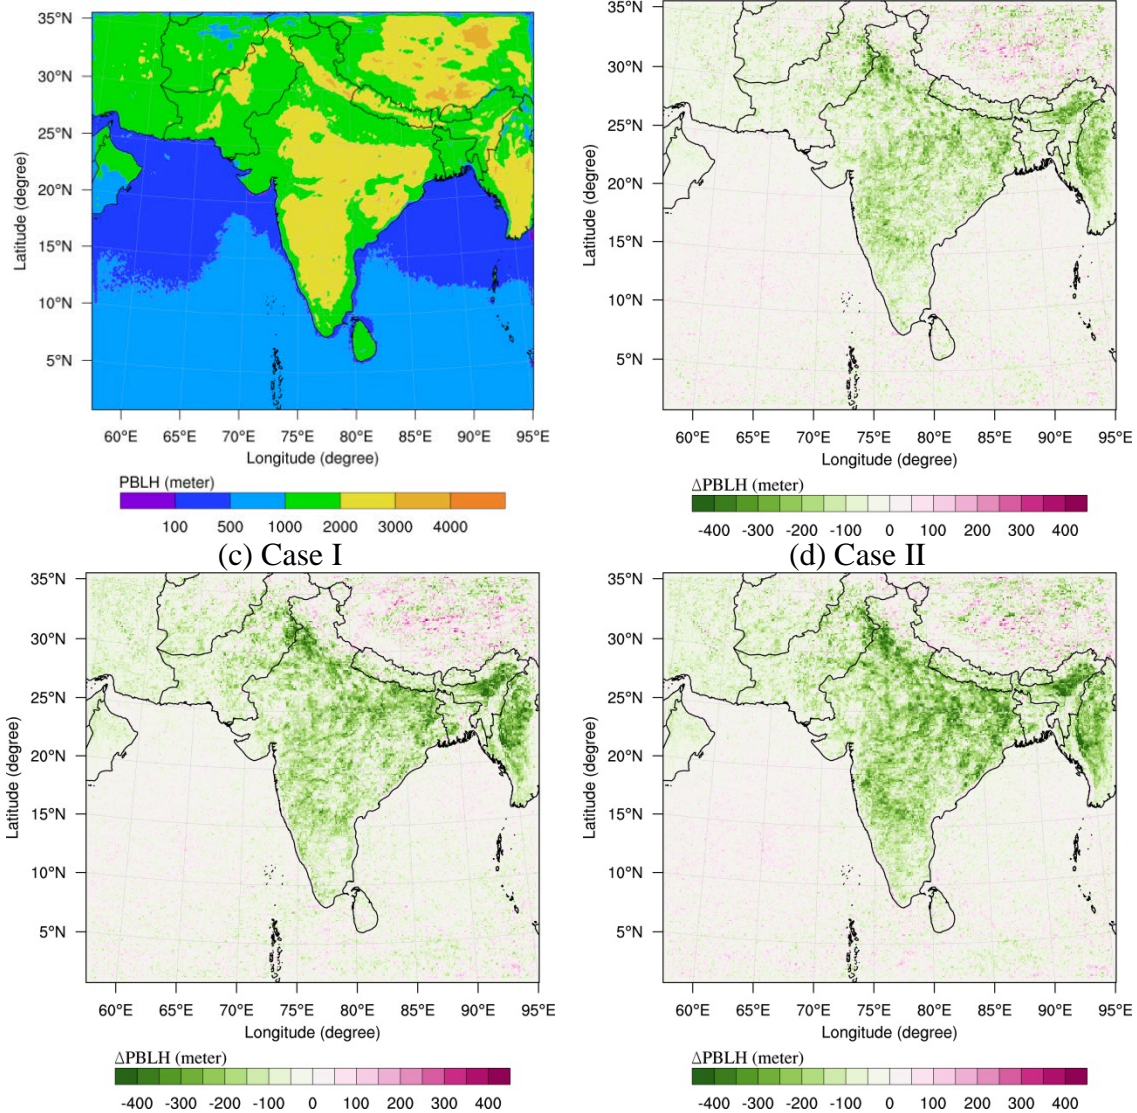 35°N
30°N
25°N
20°N
15°N
10°N
5°N
Latitude (degree)
60°E 65°E 70°E 75°E 80°E 85°E 90°E 95°E
Longitude (degree)
PBLH (meter)
100 500 1000 2000 3000 4000
35°N
30°N
25°N
20°N
15°N
10°N
5°N
Latitude (degree)
60°E 65°E 70°E 75°E 80°E 85°E 90°E 95°E
Longitude (degree)
ΔPBLH (meter)
-400 -300 -200 -100 0 100 200 300 400
(c) Case I
35°N
30°N
25°N
20°N
15°N
10°N
5°N
Latitude (degree)
60°E 65°E 70°E 75°E 80°E 85°E 90°E 95°E
Longitude (degree)
ΔPBLH (meter)
-400 -300 -200 -100 0 100 200 300 400
(d) Case II
35°N
30°N
25°N
20°N
15°N
10°N
5°N
Latitude (degree)
60°E 65°E 70°E 75°E 80°E 85°E 90°E 95°E
Longitude (degree)
ΔPBLH (meter)
-400 -300 -200 -100 0 100 200 300 400